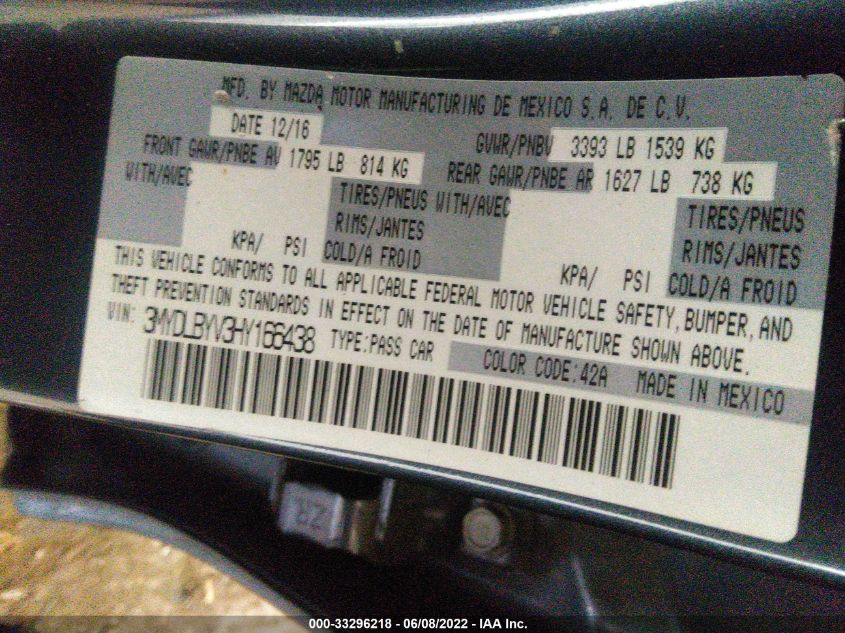 MFD. BY MAZDA MOTOR MANUFACTURING DE MEXICO S.A. DE C.V.
DATE 12/16 GVWR/PNBV 3393 LB 1539 KG
FRONT GAWR/PNBE AV 1795 LB 814 KG REAR GAWR/PNBE AR 1627 LB 738 KG
WITH/AVEC TIRES/PNEUS WITH/AVEC TIRES/PNEUS
RIMS/JANTES RIMS/JANTES
KPA/ PSI COLD/A FROID KPA/ PSI COLD/A FROID
THIS VEHICLE CONFORMS TO ALL APPLICABLE FEDERAL MOTOR VEHICLE SAFETY, BUMPER, AND
THEFT PREVENTION STANDARDS IN EFFECT ON THE DATE OF MANUFACTURE SHOWN ABOVE.
VIN: 3MYDLBYV3HY166438 TYPE:PASS CAR
COLOR CODE:42A MADE IN MEXICO
ZR
000-33296218 - 06/08/2022 - IAA Inc.